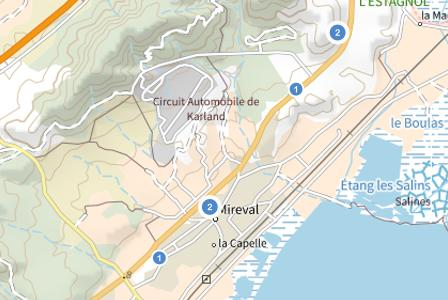 L'ESTAGNOL
la Ma
2
1
Circuit Automobile de
Karland
le Boulas
Étang les Salins
Salines
2
Mireval
la Capelle
1
8